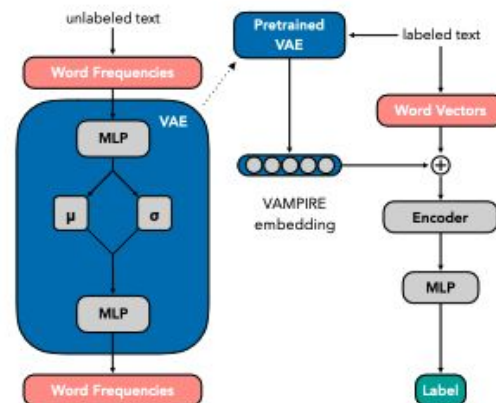 unlabeled text
Word Frequencies
VAE
MLP
μ
σ
MLP
Word Frequencies
Pretrained
VAE
labeled text
Word Vectors
VAMPIRE
embedding
+
Encoder
MLP
Label